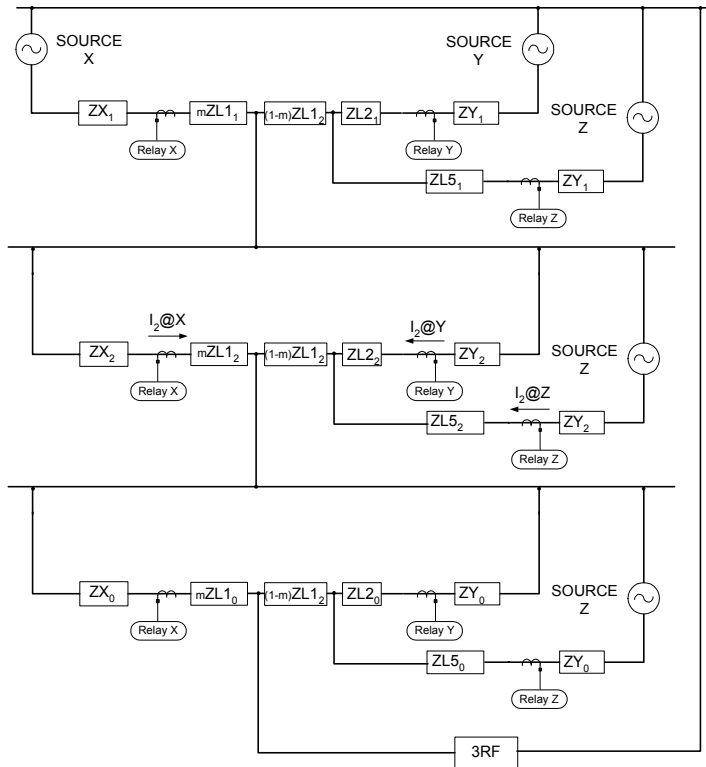 SOURCE
X
SOURCE
Y
SOURCE
Z
ZX₁
mZL1₁
(1-m)ZL1₂
ZL2₁
ZY₁
Relay X
Relay Y
ZL5₁
ZY₁
Relay Z
I₂@X
I₂@Y
ZX₂
mZL1₂
(1-m)ZL1₂
ZL2₂
ZY₂
SOURCE
Z
Relay X
Relay Y
I₂@Z
ZL5₂
ZY₂
Relay Z
ZX₀
mZL1₀
(1-m)ZL1₂
ZL2₀
ZY₀
SOURCE
Z
Relay X
Relay Y
ZL5₀
ZY₀
Relay Z
3RF